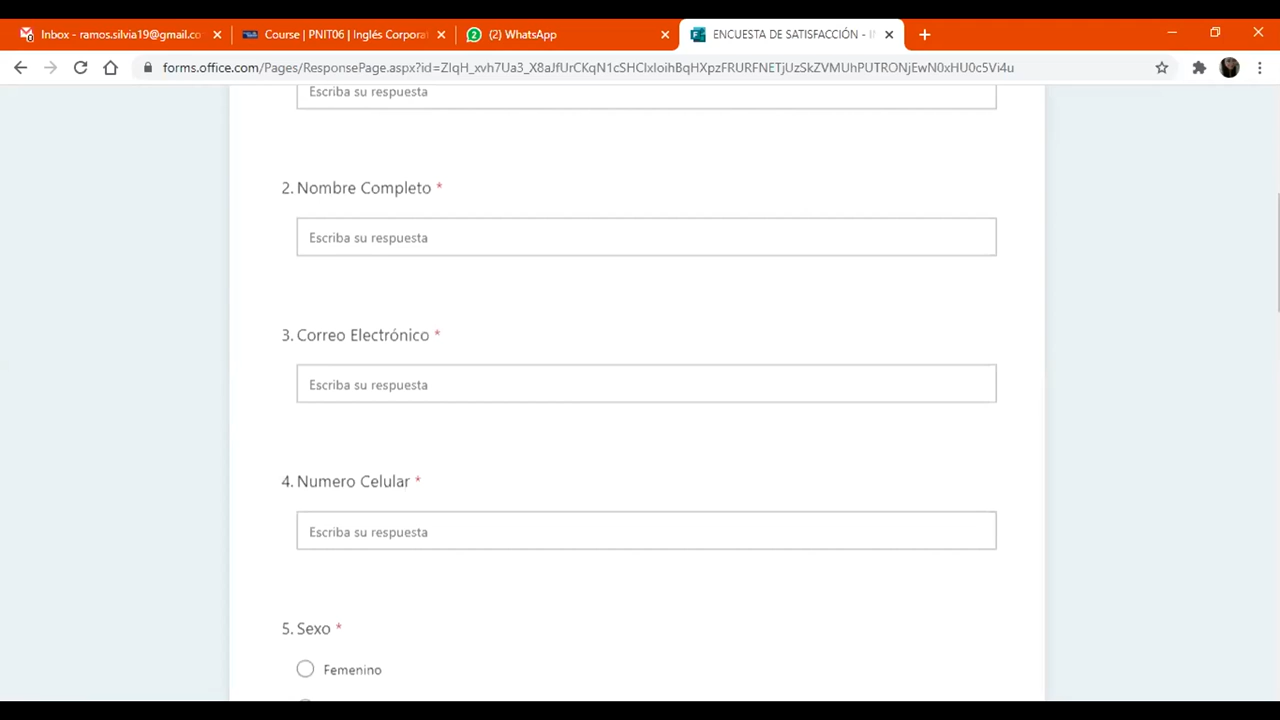 Inbox - ramos.silvia19@gmail.co
Course | PNIT06 | Inglés Corpora
(2) WhatsApp
ENCUESTA DE SATISFACCIÓN - I
forms.office.com/Pages/ResponsePage.aspx?id=ZIqH_xvh7Ua3_X8aJfUrCKqN1cSHCIxIoihBqHXpzFRURFNETjUzSkZVMUhPUTRONjEwN0xHU0c5Vi4u
Escriba su respuesta
2. Nombre Completo *
Escriba su respuesta
3. Correo Electrónico *
Escriba su respuesta
4. Numero Celular *
Escriba su respuesta
5. Sexo *
Femenino